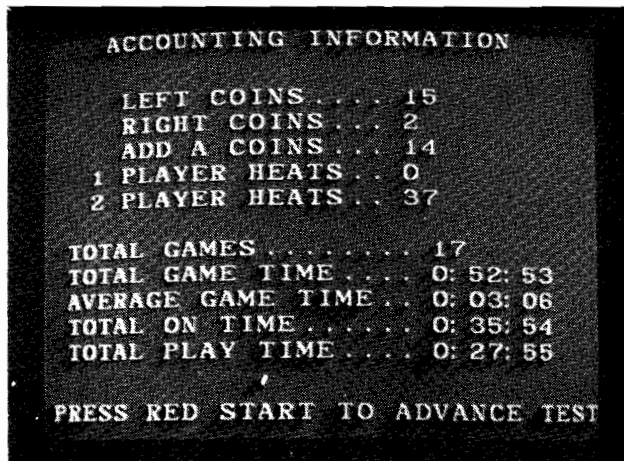 ACCOUNTING INFORMATION
LEFT COINS.... 15
RIGHT COINS... 2
ADD A COINS... 14
1 PLAYER HEATS.. 0
2 PLAYER HEATS.. 37
TOTAL GAMES........ 17
TOTAL GAME TIME.... 0:52:53
AVERAGE GAME TIME.. 0:03:06
TOTAL ON TIME...... 0:35:54
TOTAL PLAY TIME.... 0:27:55
PRESS RED START TO ADVANCE TEST